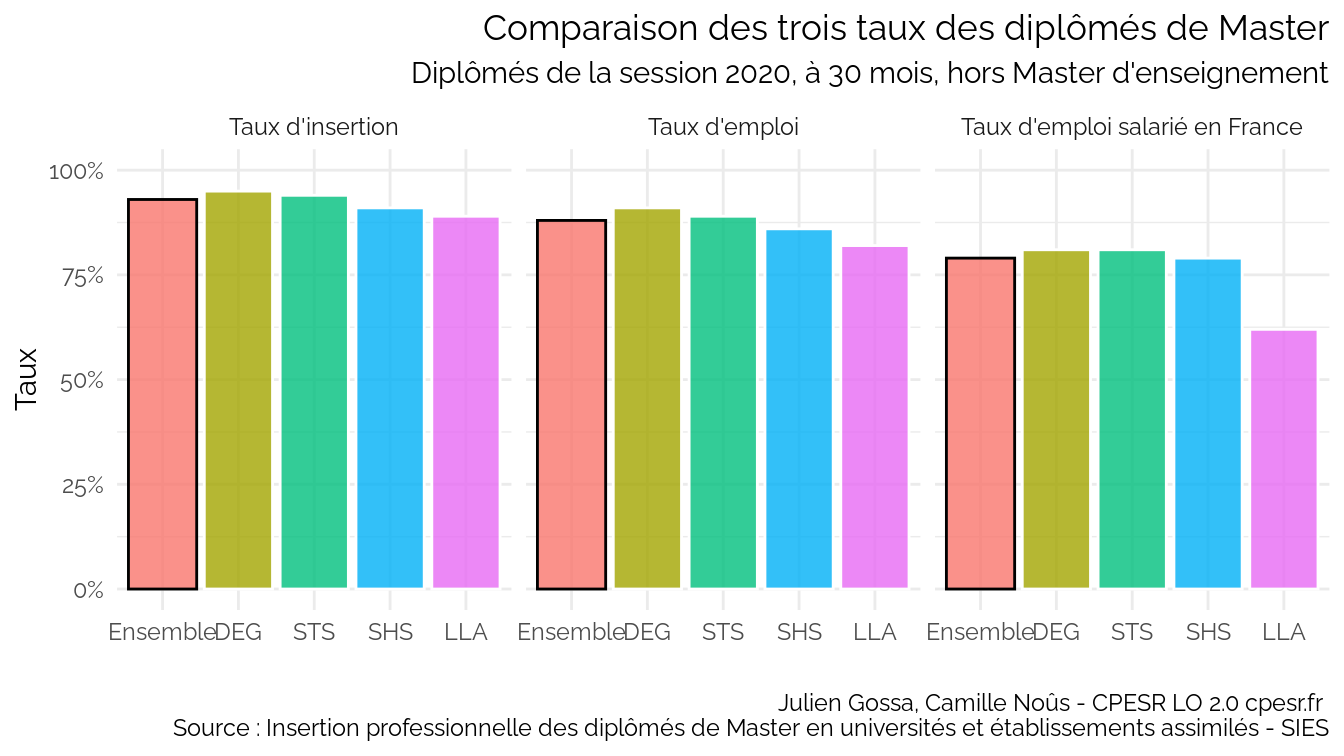 Comparaison des trois taux des diplômés de Master
Diplômés de la session 2020, à 30 mois, hors Master d'enseignement
Taux d'insertion Taux d'emploi Taux d'emploi salarié en France
100%
75%
50%
25%
0%
Taux
Ensemble DEG STS SHS LLA Ensemble DEG STS SHS LLA Ensemble DEG STS SHS LLA
Julien Gossa, Camille Noûs - CPESR LO 2.0 cpesr.fr
Source : Insertion professionnelle des diplômés de Master en universités et établissements assimilés - SIES